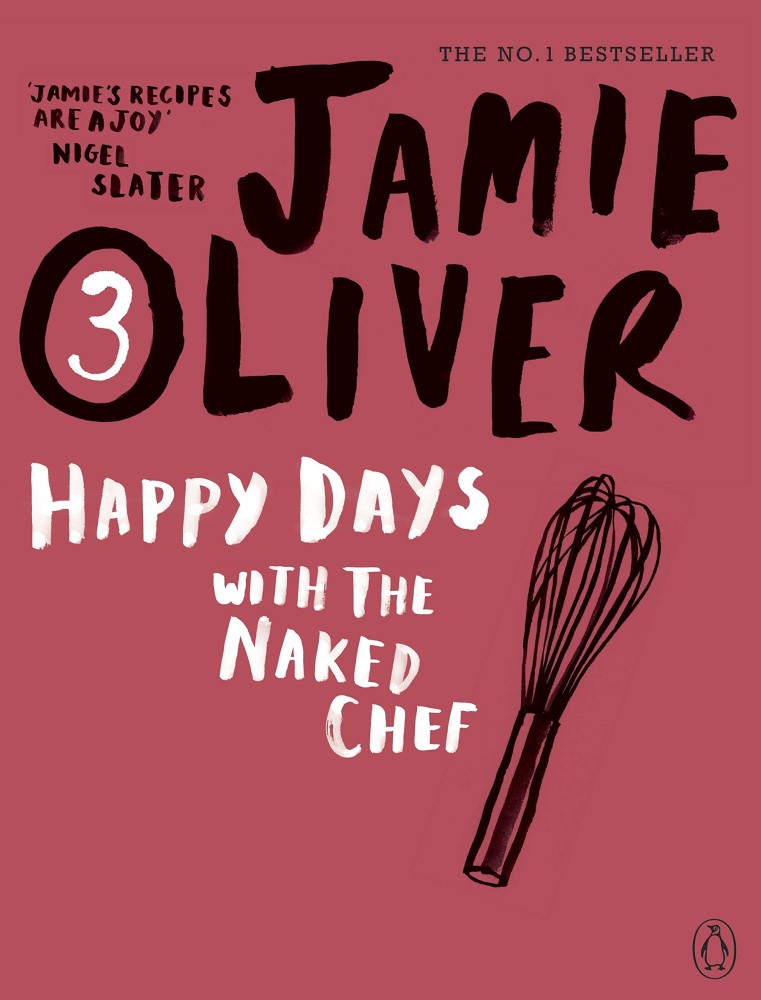 THE NO.1 BESTSELLER
'JAMIE'S RECIPES
ARE A JOY'
NIGEL
SLATER
JAMIE
OLIVER
3
HAPPY DAYS
WITH THE
NAKED
CHEF